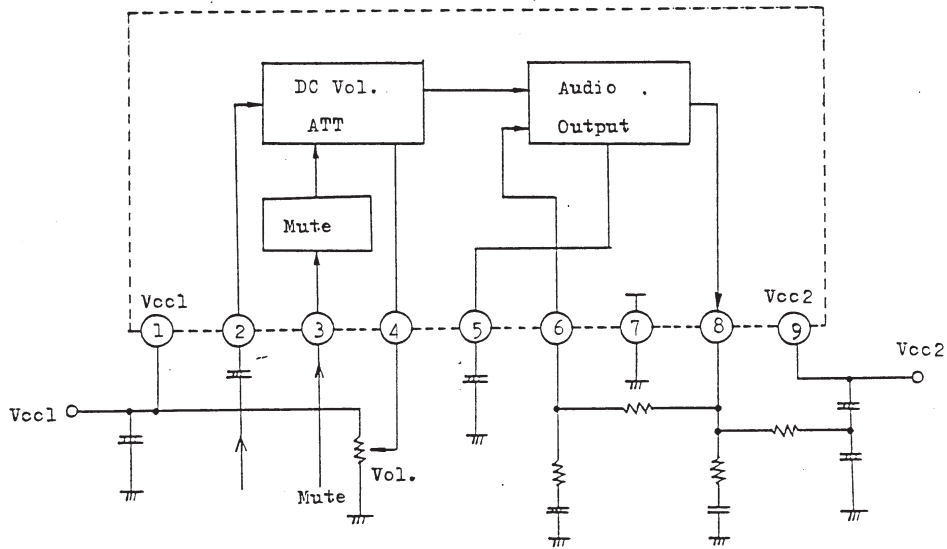 DC Vol.
ATT
Audio .
Output
Mute
Vcc1
Vcc2
1
2
3
4
5
6
7
8
9
Vcc2
Vcc1
Vol.
Mute